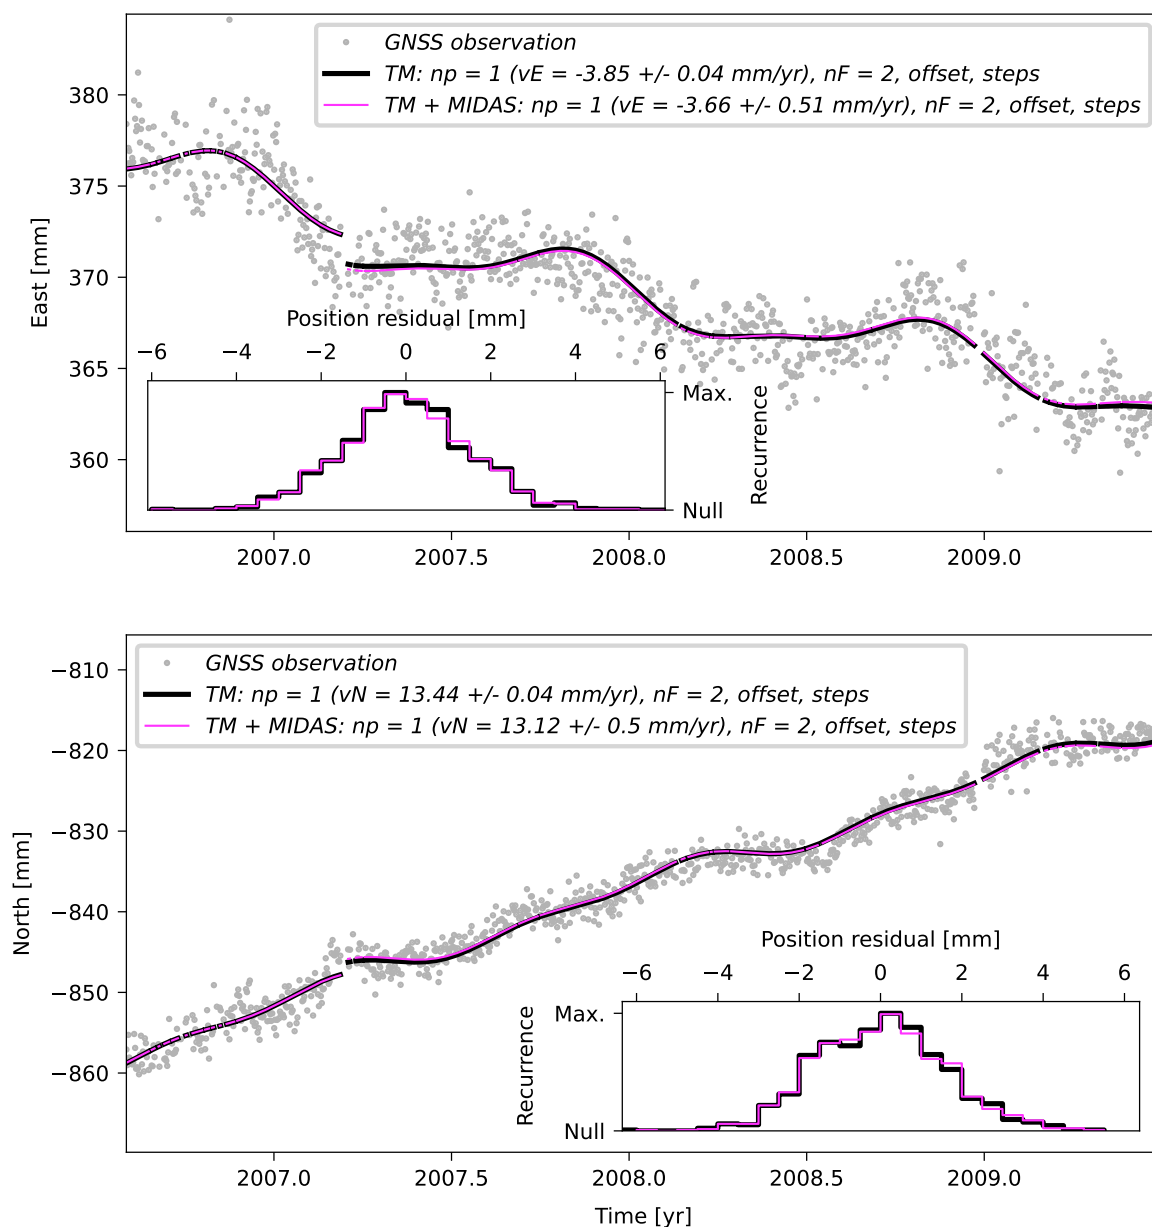 GNSS observation
TM: np = 1 (vE = -3.85 +/- 0.04 mm/yr), nF = 2, offset, steps
TM + MIDAS: np = 1 (vE = -3.66 +/- 0.51 mm/yr), nF = 2, offset, steps
380
375
370
365
360
East [mm]
Position residual [mm]
−6 −4 −2 0 2 4 6
Max.
Null
Recurrence
2007.0 2007.5 2008.0 2008.5 2009.0
GNSS observation
TM: np = 1 (vN = 13.44 +/- 0.04 mm/yr), nF = 2, offset, steps
TM + MIDAS: np = 1 (vN = 13.12 +/- 0.5 mm/yr), nF = 2, offset, steps
−810
−820
−830
−840
−850
−860
North [mm]
Position residual [mm]
−6 −4 −2 0 2 4 6
Max.
Null
Recurrence
2007.0 2007.5 2008.0 2008.5 2009.0
Time [yr]